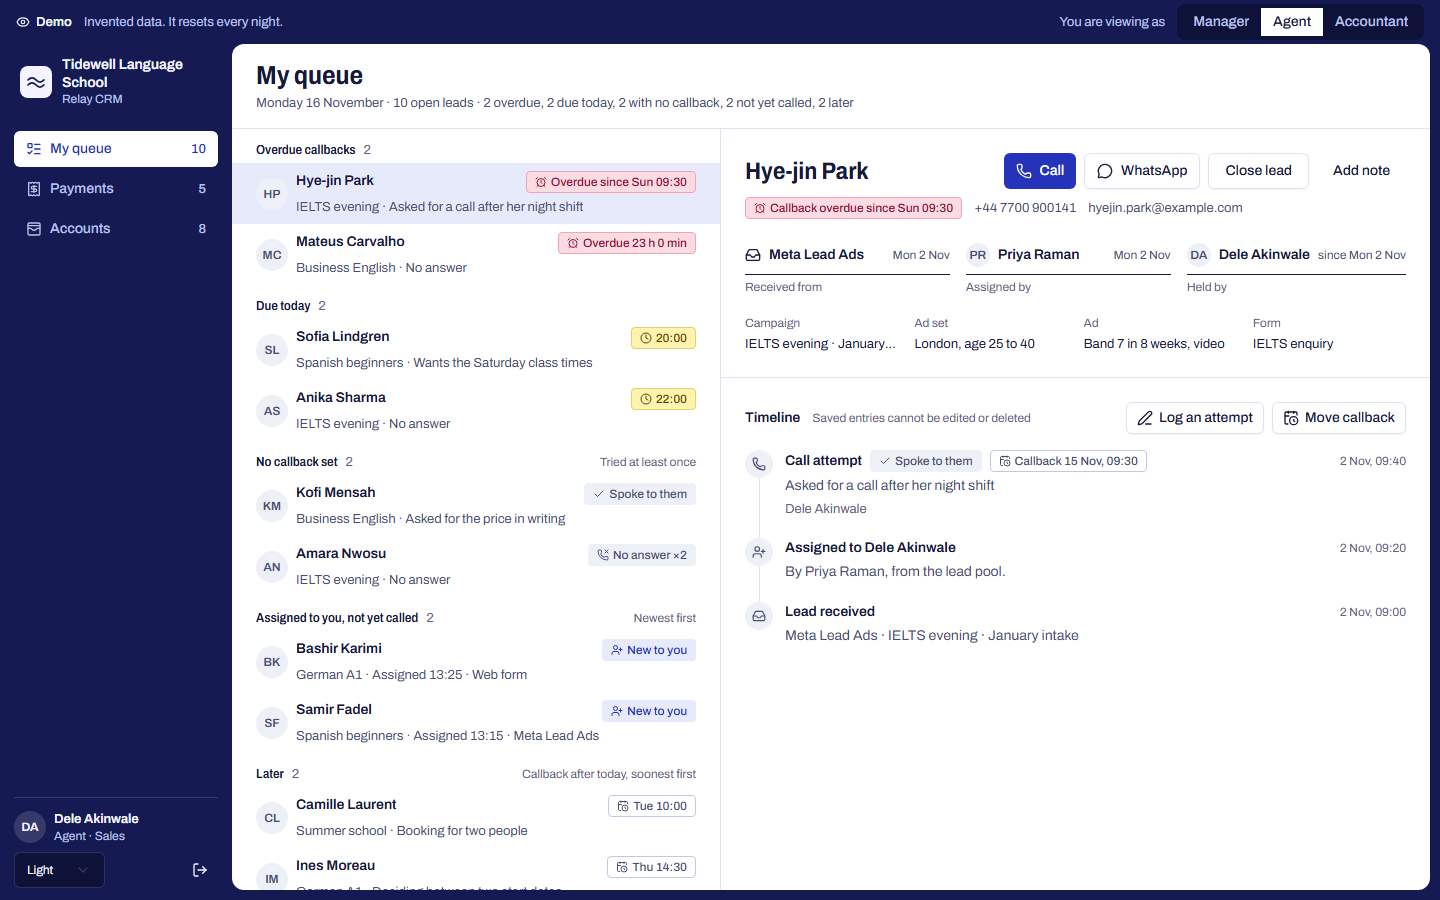 Demo Invented data. It resets every night.
You are viewing as Manager Agent Accountant
Tidewell Language School
Relay CRM
My queue 10
Payments 5
Accounts 8
Dele Akinwale
DA
Agent · Sales
Light
My queue
Monday 16 November · 10 open leads · 2 overdue, 2 due today, 2 with no callback, 2 not yet called, 2 later
Overdue callbacks 2
HP
Hye-jin Park
Overdue since Sun 09:30
IELTS evening · Asked for a call after her night shift
MC
Mateus Carvalho
Overdue 23 h 0 min
Business English · No answer
Due today 2
SL
Sofia Lindgren
20:00
Spanish beginners · Wants the Saturday class times
AS
Anika Sharma
22:00
IELTS evening · No answer
No callback set 2
Tried at least once
KM
Kofi Mensah
Spoke to them
Business English · Asked for the price in writing
AN
Amara Nwosu
No answer ×2
IELTS evening · No answer
Assigned to you, not yet called 2
Newest first
BK
Bashir Karimi
New to you
German A1 · Assigned 13:25 · Web form
SF
Samir Fadel
New to you
Spanish beginners · Assigned 13:15 · Meta Lead Ads
Later 2
Callback after today, soonest first
CL
Camille Laurent
Tue 10:00
Summer school · Booking for two people
IM
Ines Moreau
Thu 14:30
German A1 · Deciding between two start dates
Hye-jin Park
Call
WhatsApp
Close lead
Add note
Callback overdue since Sun 09:30
+44 7700 900141
hyejin.park@example.com
Meta Lead Ads Mon 2 Nov
Received from
PR Priya Raman Mon 2 Nov
Assigned by
DA Dele Akinwale since Mon 2 Nov
Held by
Campaign
IELTS evening · January...
Ad set
London, age 25 to 40
Ad
Band 7 in 8 weeks, video
Form
IELTS enquiry
Timeline Saved entries cannot be edited or deleted
Log an attempt
Move callback
Call attempt Spoke to them Callback 15 Nov, 09:30 2 Nov, 09:40
Asked for a call after her night shift
Dele Akinwale
Assigned to Dele Akinwale 2 Nov, 09:20
By Priya Raman, from the lead pool.
Lead received 2 Nov, 09:00
Meta Lead Ads · IELTS evening · January intake